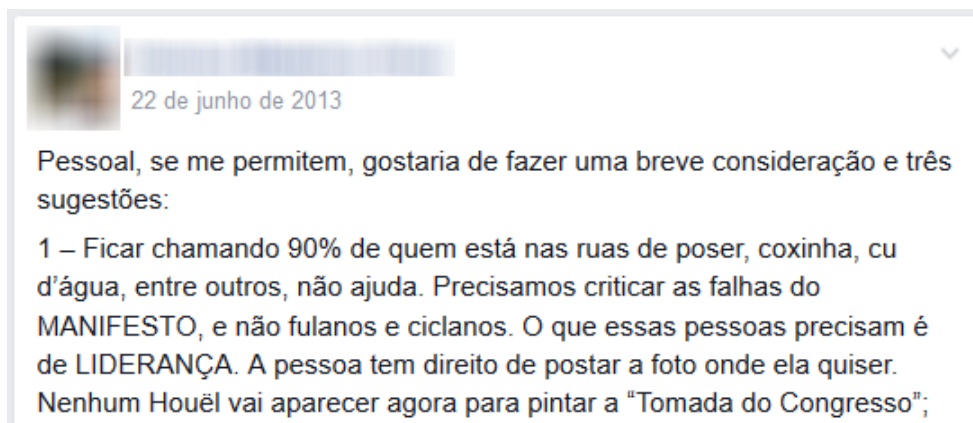 22 de junho de 2013
Pessoal, se me permitem, gostaria de fazer uma breve consideração e três
sugestões:
1 – Ficar chamando 90% de quem está nas ruas de poser, coxinha, cu
d’água, entre outros, não ajuda. Precisamos criticar as falhas do
MANIFESTO, e não fulanos e ciclanos. O que essas pessoas precisam é
de LIDERANÇA. A pessoa tem direito de postar a foto onde ela quiser.
Nenhum Houël vai aparecer agora para pintar a “Tomada do Congresso”;